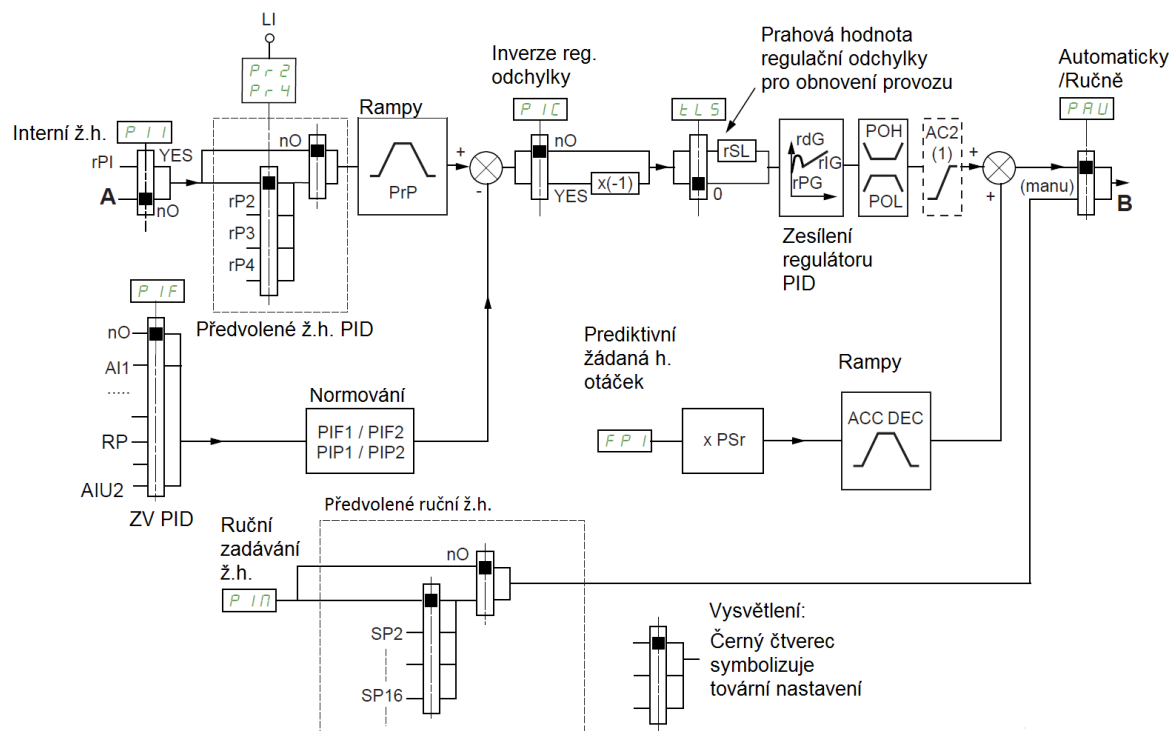 LI
Pr2
Pr4
Interní ž.h.
PII
rPI
YES
A
nO
nO
rP2
rP3
rP4
Předvolené ž.h. PID
Rampy
PrP
+
-
Inverze reg.
odchylky
PIC
nO
YES
x(-1)
Prahová hodnota
regulační odchylky
pro obnovení provozu
tLS
rSL
0
rdG
rIG
rPG
Zesílení
regulátoru
PID
POH
POL
AC2
(1)
+
+
Automaticky
/Ručně
PAU
(manu)
B
PIF
nO
AI1
.....
RP
AIU2
ZV PID
Normování
PIF1 / PIF2
PIP1 / PIP2
Prediktivní
žádaná h.
otáček
FPI
x PSr
Rampy
ACC DEC
Předvolené ruční ž.h.
Ruční
zadávání
ž.h.
PIM
nO
SP2
SP16
Vysvětlení:
Černý čtverec
symbolizuje
tovární nastavení